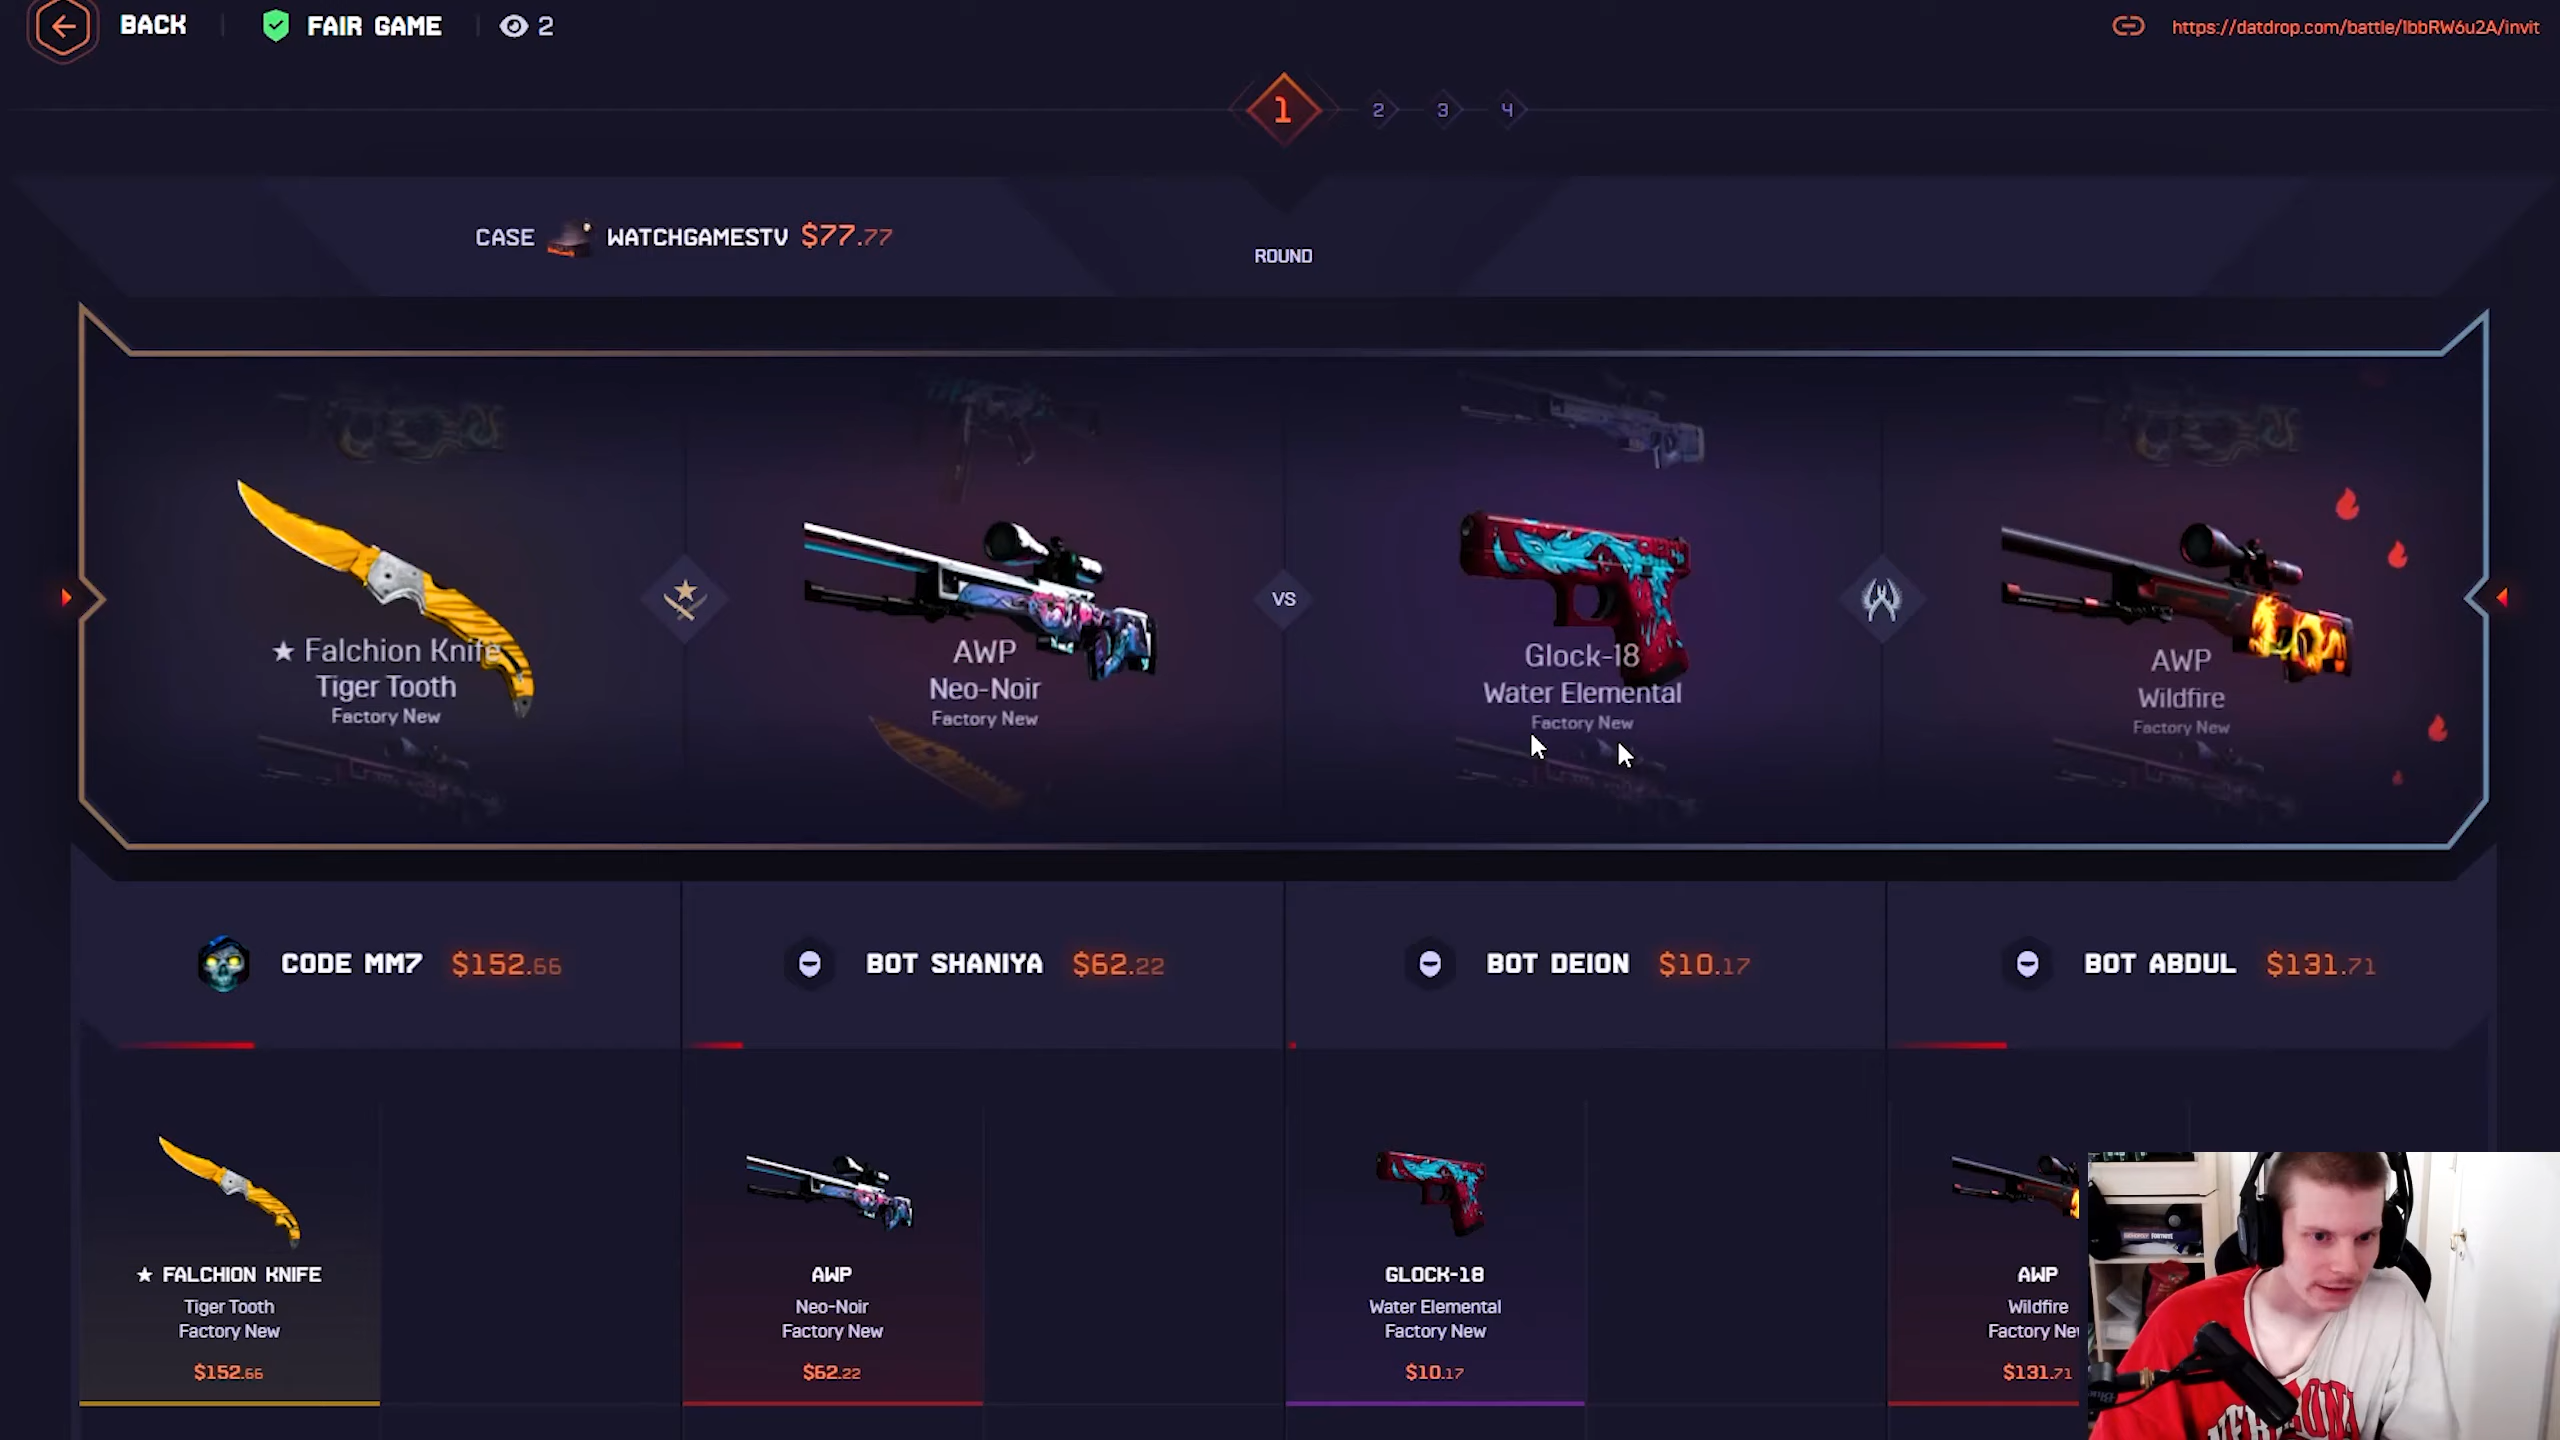 BACK
FAIR GAME
2
https://datdrop.com/battle/lbbRW6u2A/invit
1
2
3
4
CASE WATCHGAMESTV $77.77
ROUND
★ Falchion Knife
Tiger Tooth
Factory New
AWP
Neo-Noir
Factory New
VS
Glock-18
Water Elemental
Factory New
AWP
Wildfire
Factory New
CODE MM7 $152.66
BOT SHANIYA $62.22
BOT DEION $10.17
BOT ABDUL $131.71
★ FALCHION KNIFE
Tiger Tooth
Factory New
$152.66
AWP
Neo-Noir
Factory New
$62.22
GLOCK-18
Water Elemental
Factory New
$10.17
AWP
Wildfire
Factory Ne
$131.71